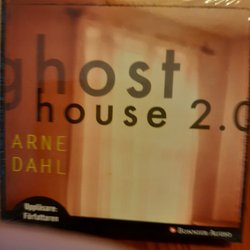 ghost
house 2.0
ARNE
DAHL
Uppläsare:
Författaren
BONNIER AUDIO